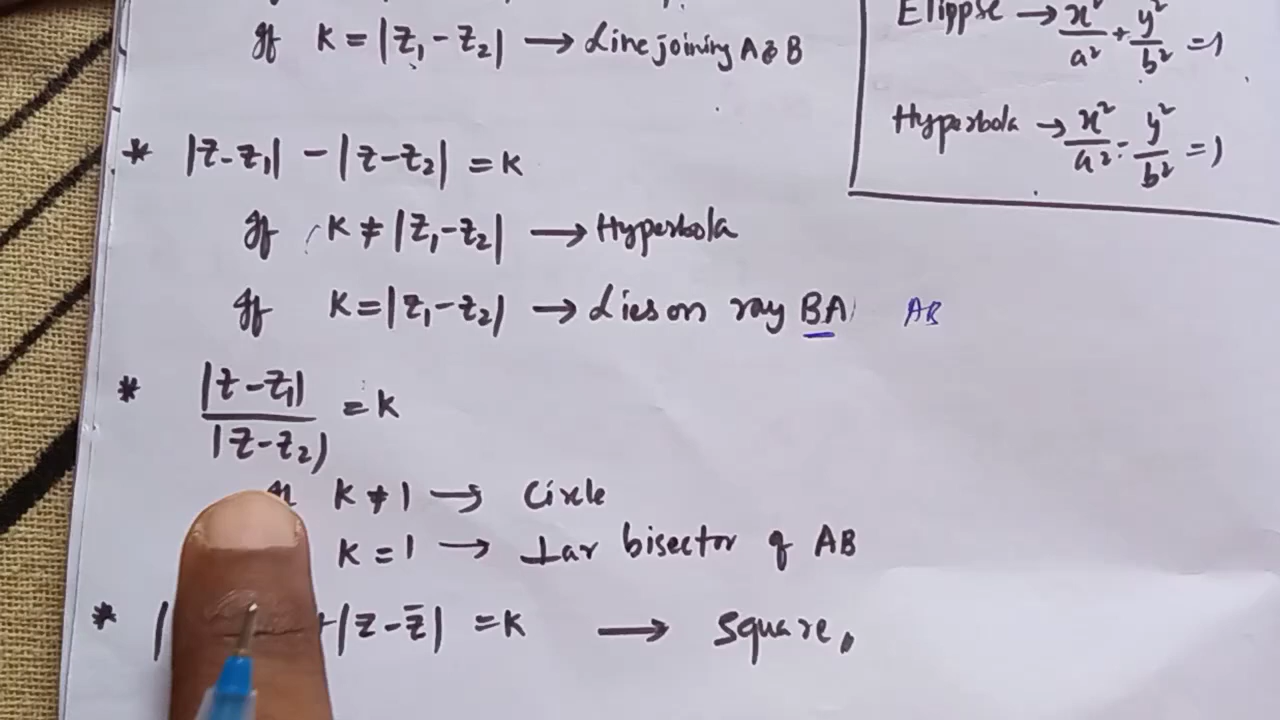 If K = |z₁ - z₂| → Line joining A & B
* |z-z₁| - |z-z₂| = K
If K ≠ |z₁-z₂| → Hyperbola
If K = |z₁-z₂| → Lies on ray BA AB
* |z-z₁| / |z-z₂| = K
K ≠ 1 → Circle
K = 1 → ⊥ar bisector of AB
* | +|z-z̄| = K → Square.
Elippse → x²/a² + y²/b² = 1
Hyperbola → x²/a² - y²/b² = 1